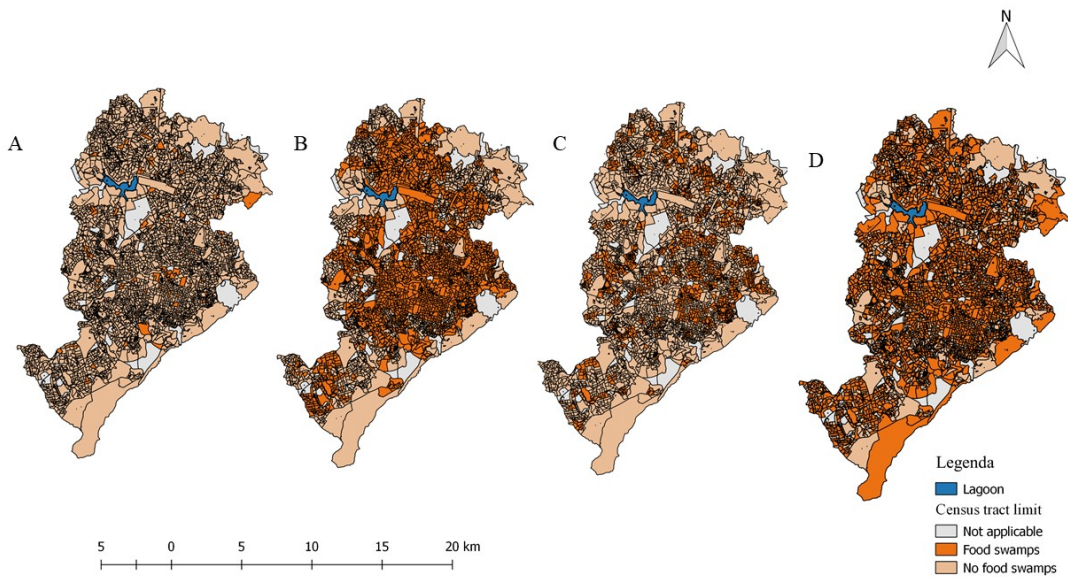 N
A
B
C
D
Legenda
Lagoon
Census tract limit
Not applicable
Food swamps
No food swamps
5 0 5 10 15 20 km